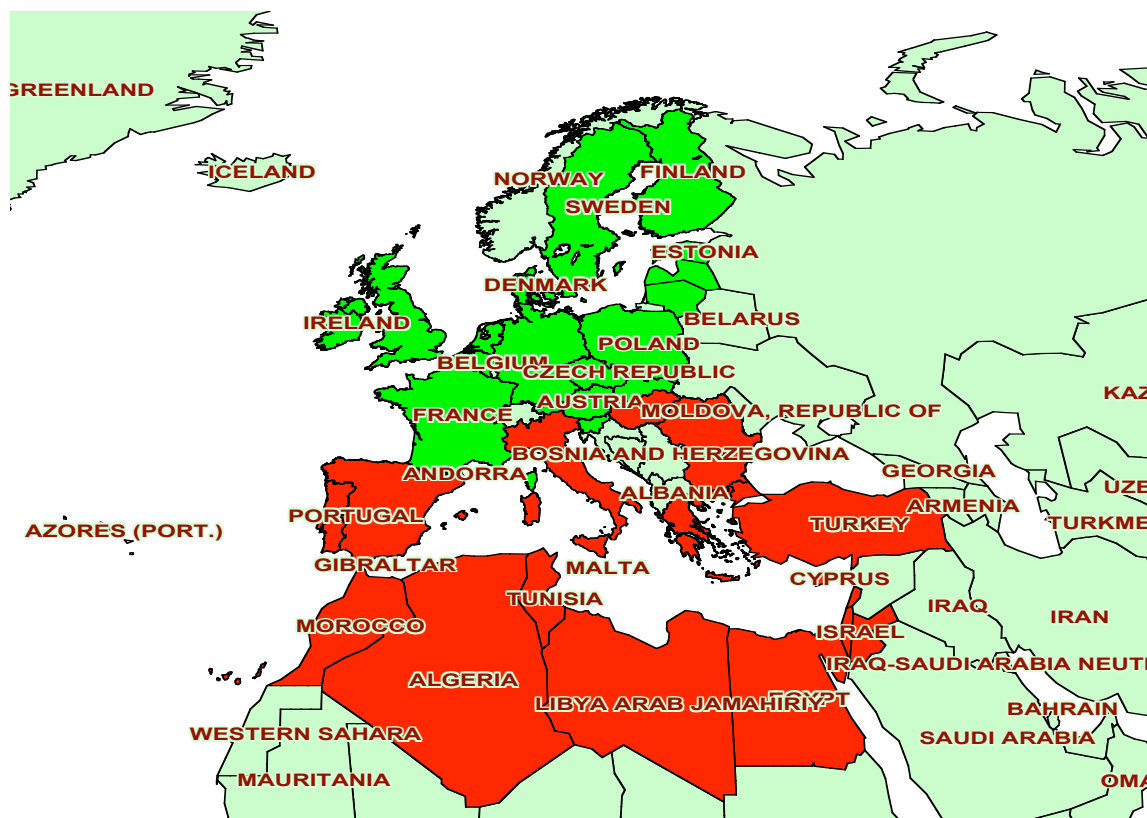 GREENLAND
ICELAND
NORWAY
FINLAND
SWEDEN
ESTONIA
DENMARK
IRELAND
BELARUS
POLAND
BELGIUM
CZECH REPUBLIC
KAZ
AUSTRIA
MOLDOVA, REPUBLIC OF
FRANCE
BOSNIA AND HERZEGOVINA
ANDORRA
GEORGIA
UZBE
ALBANIA
ARMENIA
PORTUGAL
TURKEY
TURKME
AZORES (PORT.)
GIBRALTAR
MALTA
CYPRUS
TUNISIA
IRAQ
IRAN
MOROCCO
ISRAEL
IRAQ-SAUDI ARABIA NEUT
ALGERIA
EGYPT
LIBYA ARAB JAMAHIRIY
BAHRAIN
WESTERN SAHARA
SAUDI ARABIA
MAURITANIA
OMA